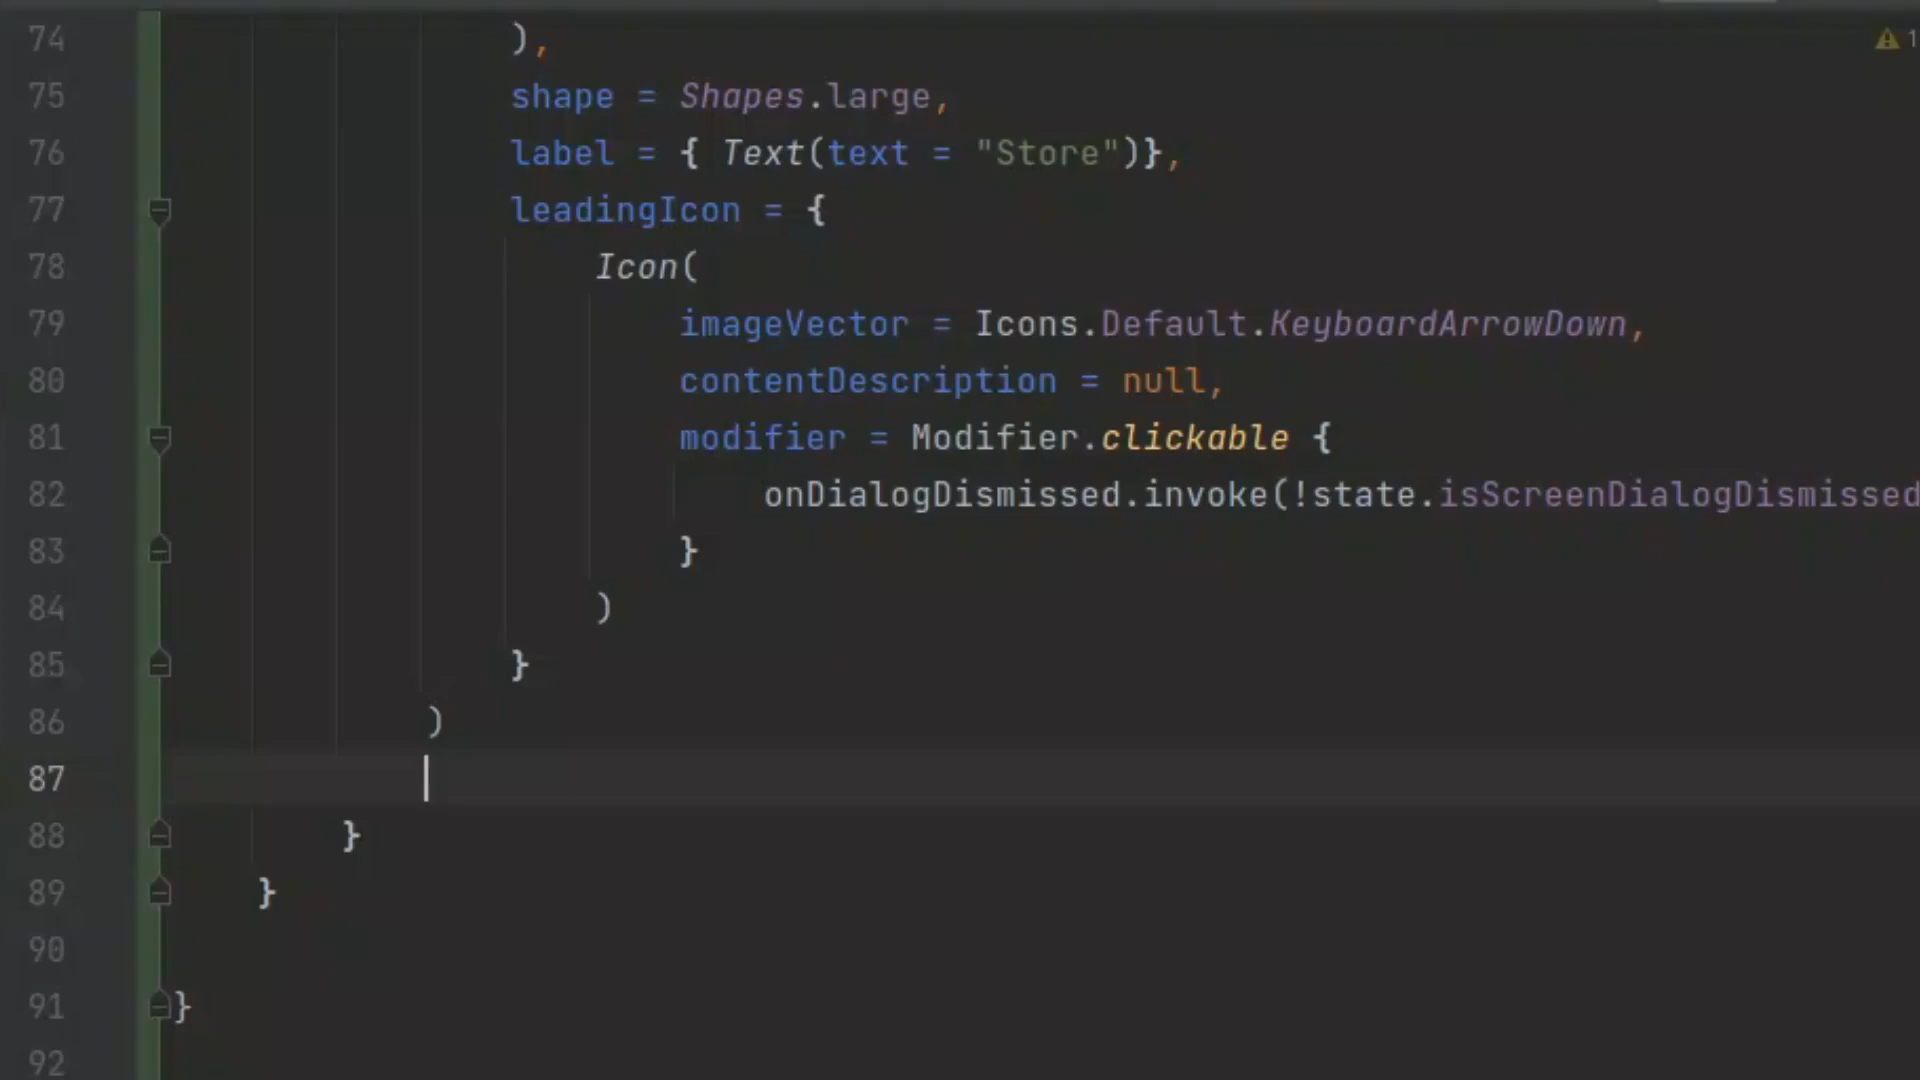 74 ),
75 shape = Shapes.large,
76 label = { Text(text = "Store")},
77 leadingIcon = {
78 Icon(
79 imageVector = Icons.Default.KeyboardArrowDown,
80 contentDescription = null,
81 modifier = Modifier.clickable {
82 onDialogDismissed.invoke(!state.isScreenDialogDismissed
83 }
84 )
85 }
86 )
87
88 }
89 }
90
91 }
92
1